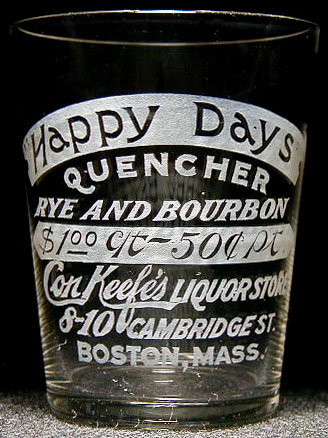 "Happy Days"
QUENCHER
RYE AND BOURBON
$1.00 qt - 50¢ pt.
Con Keefe's LIQUOR STORE
8-10 CAMBRIDGE ST.
BOSTON, MASS.